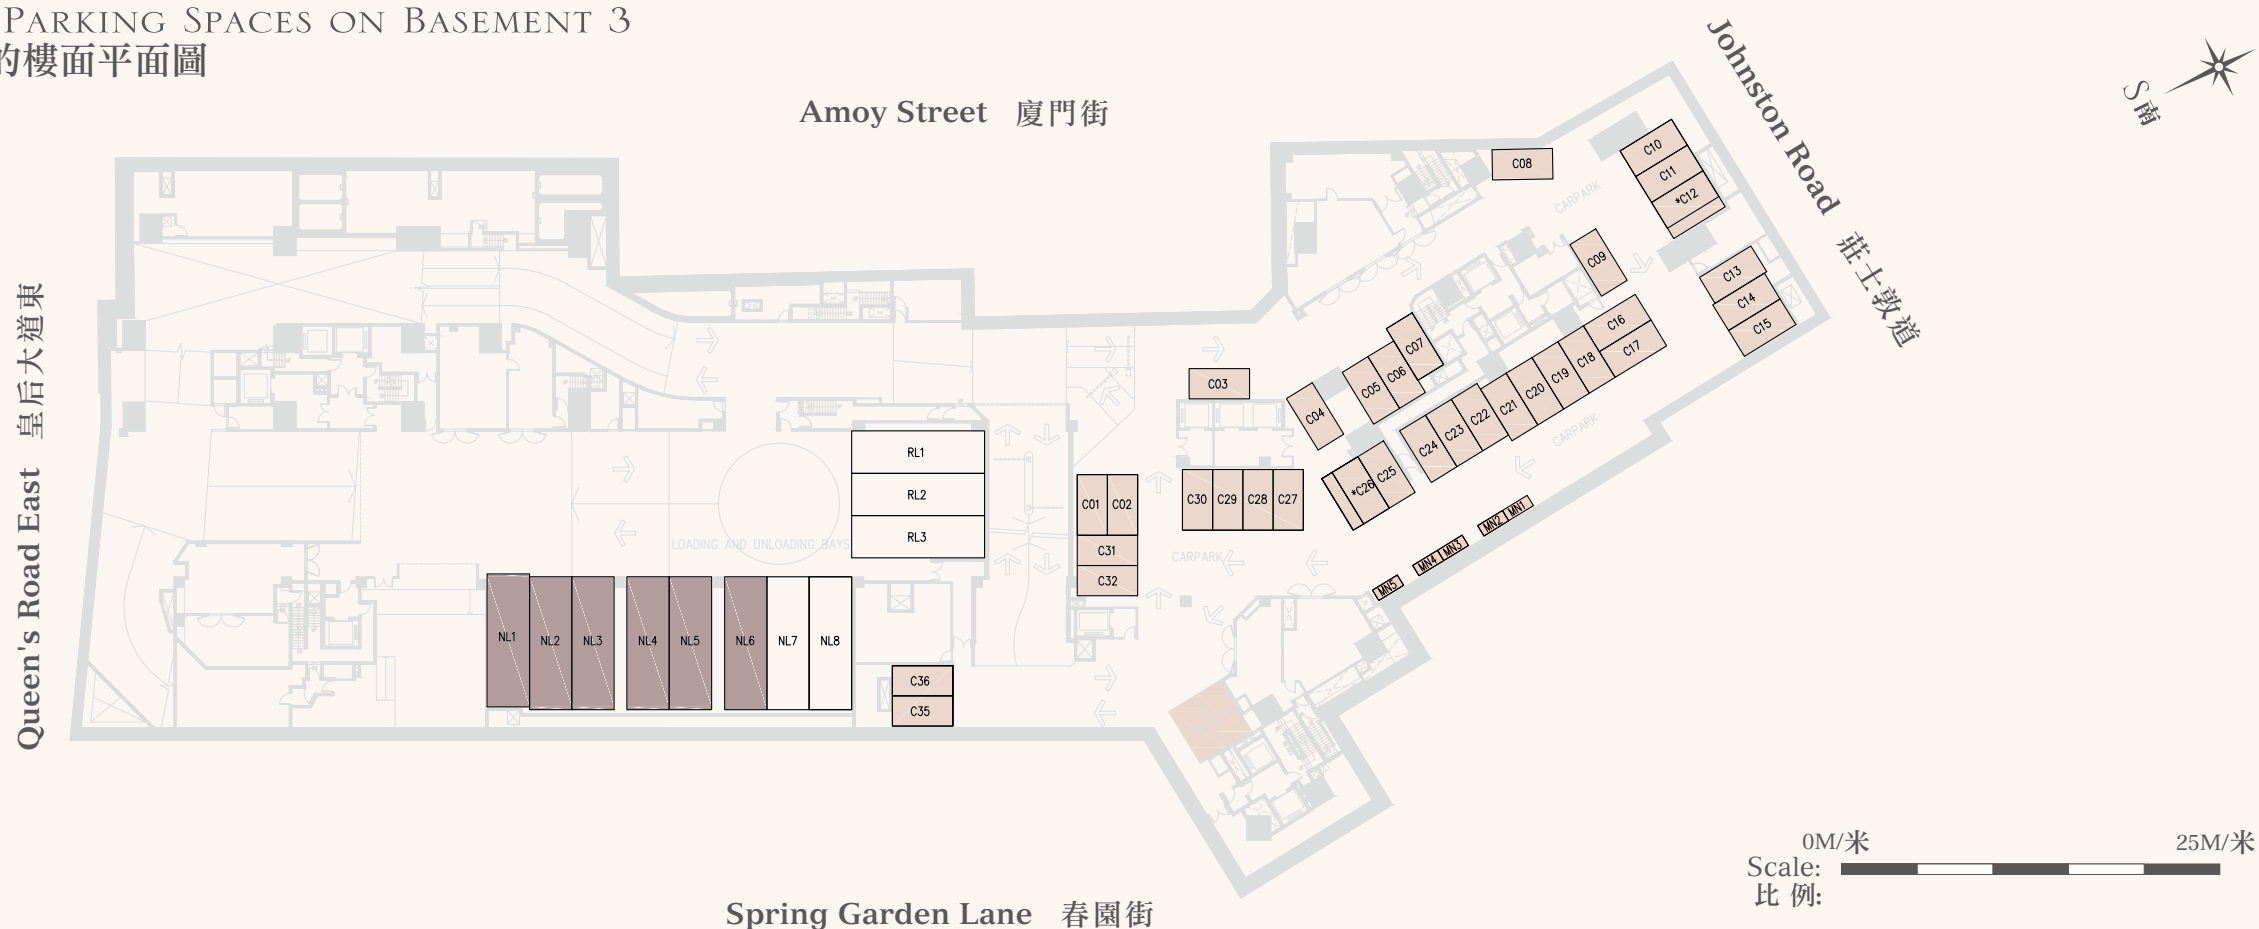 PARKING SPACES ON BASEMENT 3
的樓面平面圖
Amoy Street 廈門街
Johnston Road 莊士敦道
S南
Queen's Road East 皇后大道東
C08
C10
C11
*C12
CARPARK
C09
C13
C14
C15
C16
C17
C07
C06
C05
C04
C03
C18
C19
C20
C21
C22
C23
C24
CARPARK
C25
*C26
RL1
RL2
RL3
C01
C02
C31
C32
C30
C29
C28
C27
CARPARK
MN1
MN2
MN3
MN4
MN5
LOADING AND UNLOADING BAYS
NL1
NL2
NL3
NL4
NL5
NL6
NL7
NL8
C36
C35
0M/米
25M/米
Scale:
比 例:
Spring Garden Lane 春園街